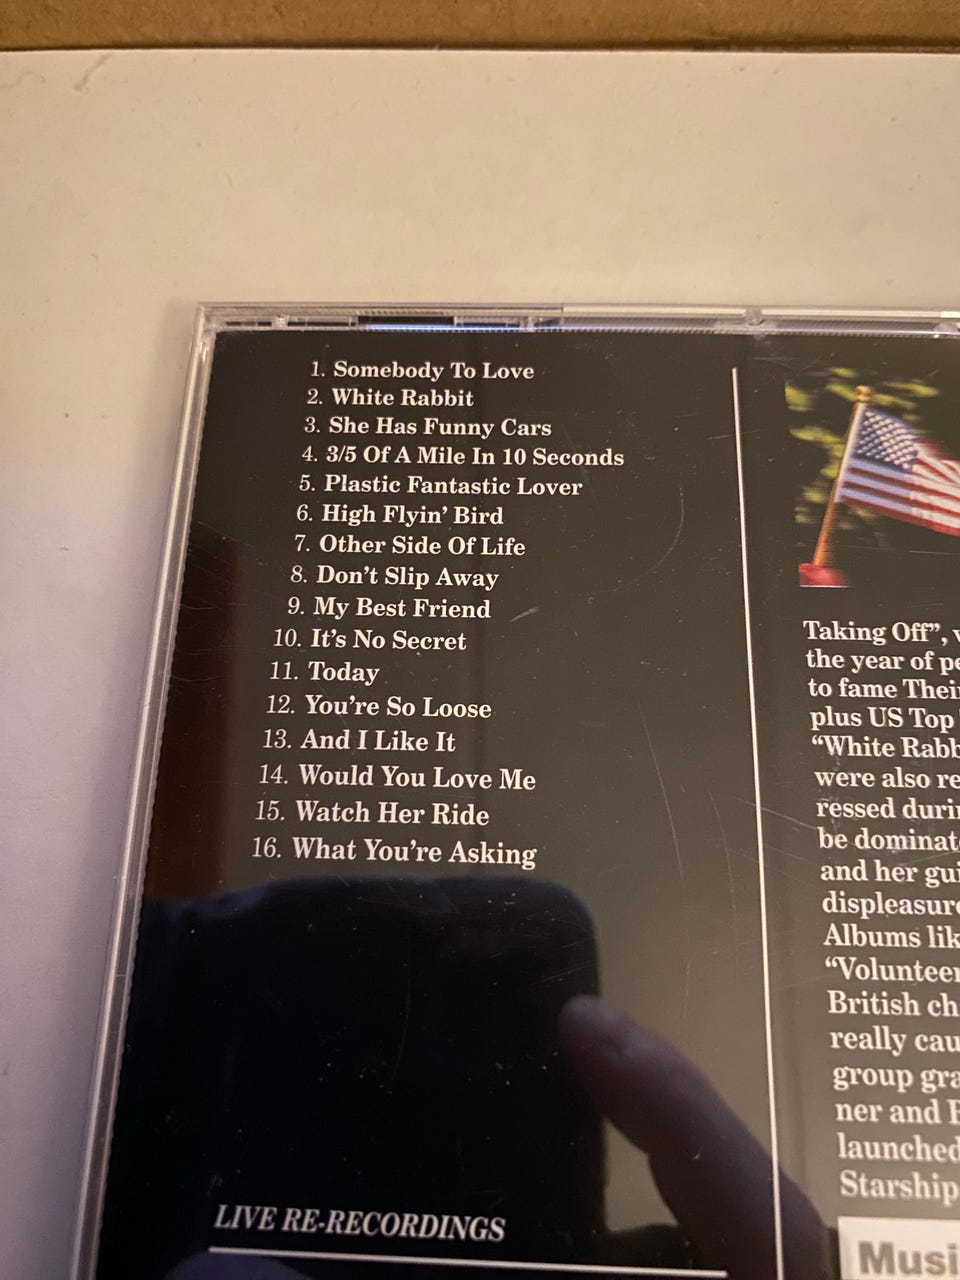 1. Somebody To Love
2. White Rabbit
3. She Has Funny Cars
4. 3/5 Of A Mile In 10 Seconds
5. Plastic Fantastic Lover
6. High Flyin' Bird
7. Other Side Of Life
8. Don't Slip Away
9. My Best Friend
10. It's No Secret
11. Today
12. You're So Loose
13. And I Like It
14. Would You Love Me
15. Watch Her Ride
16. What You're Asking
LIVE RE-RECORDINGS
Taking Off",
the year of
to fame
plus US Top
"White
were also
be
and her
Albums
British
really
group
ner and
launched
Starship